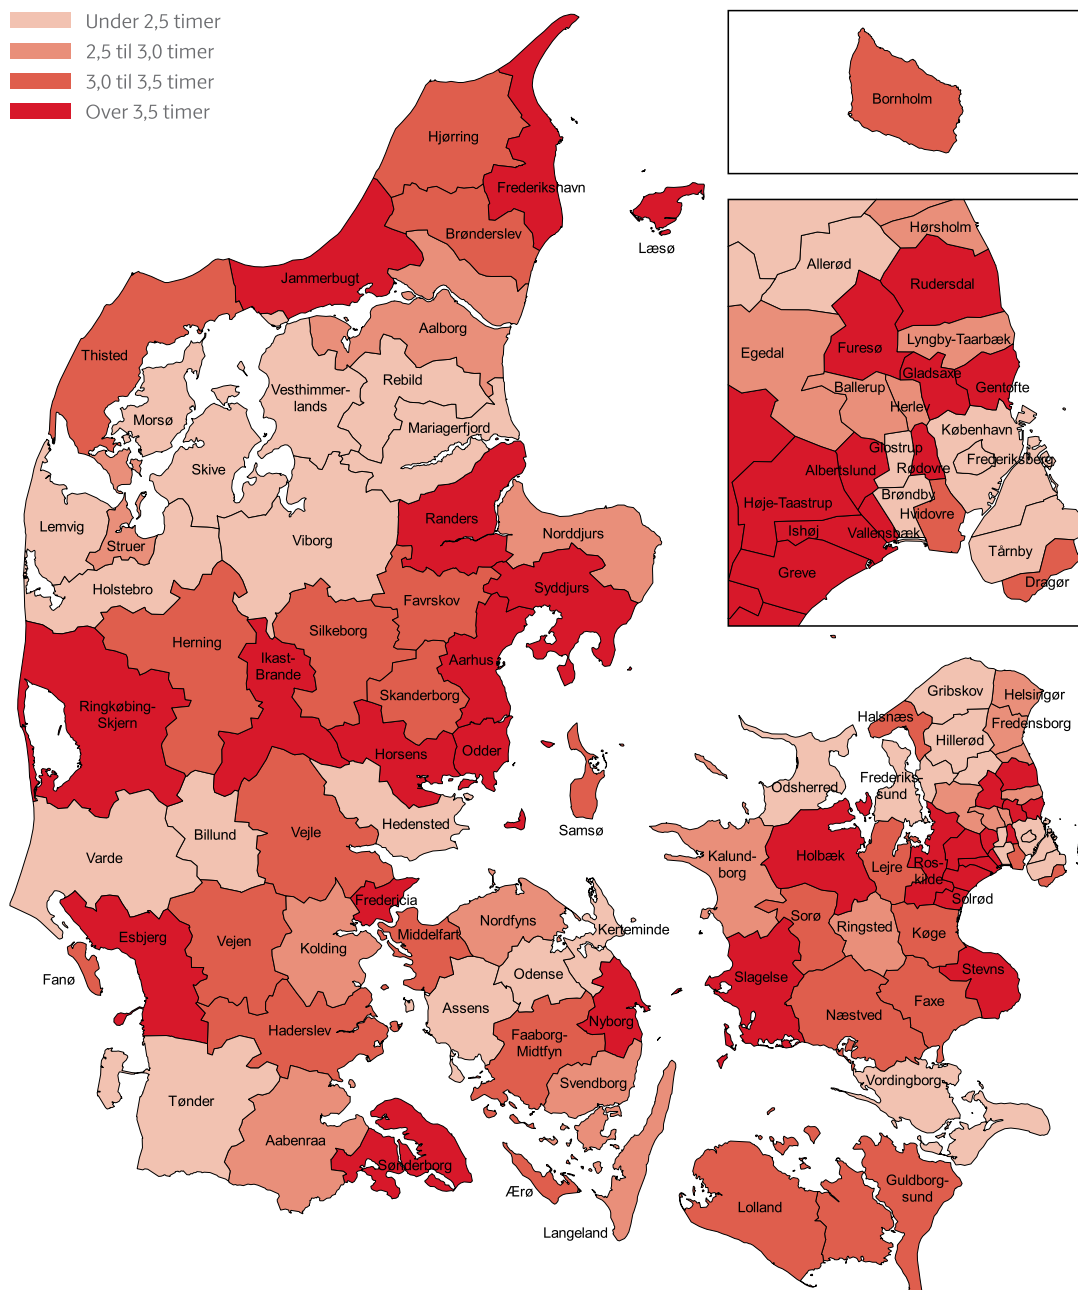 Under 2,5 timer
2,5 til 3,0 timer
3,0 til 3,5 timer
Over 3,5 timer
Bornholm
Hjørring
Frederikshavn
Brønderslev
Læsø
Jammerbugt
Aalborg
Thisted
Rebild
Vesthimmer-
lands
Morsø
Mariagerfjord
Skive
Lemvig
Struer
Viborg
Randers
Norddjurs
Holstebro
Favrskov
Syddjurs
Herning
Silkeborg
Ikast-
Brande
Aarhus
Skanderborg
Ringkøbing-
Skjern
Horsens
Odder
Samsø
Hedensted
Billund
Vejle
Varde
Fredericia
Esbjerg
Vejen
Kolding
Fanø
Haderslev
Tønder
Aabenraa
Sønderborg
Nordfyns
Kerteminde
Middelfart
Odense
Assens
Nyborg
Faaborg-
Midtfyn
Svendborg
Ærø
Langeland
Hørsholm
Allerød
Rudersdal
Egedal
Furesø
Lyngby-Taarbæk
Gladsaxe
Gentofte
Ballerup
Herlev
København
Glostrup
Frederiksberg
Albertslund
Rødovre
Brøndby
Høje-Taastrup
Hvidovre
Ishøj
Vallensbæk
Tårnby
Greve
Dragør
Gribskov
Helsingør
Halsnæs
Fredensborg
Hillerød
Frederiks-
sund
Odsherred
Kalund-
borg
Holbæk
Lejre
Ros-
kilde
Solrød
Sorø
Ringsted
Køge
Slagelse
Stevns
Næstved
Faxe
Vordingborg
Guldborg-
sund
Lolland